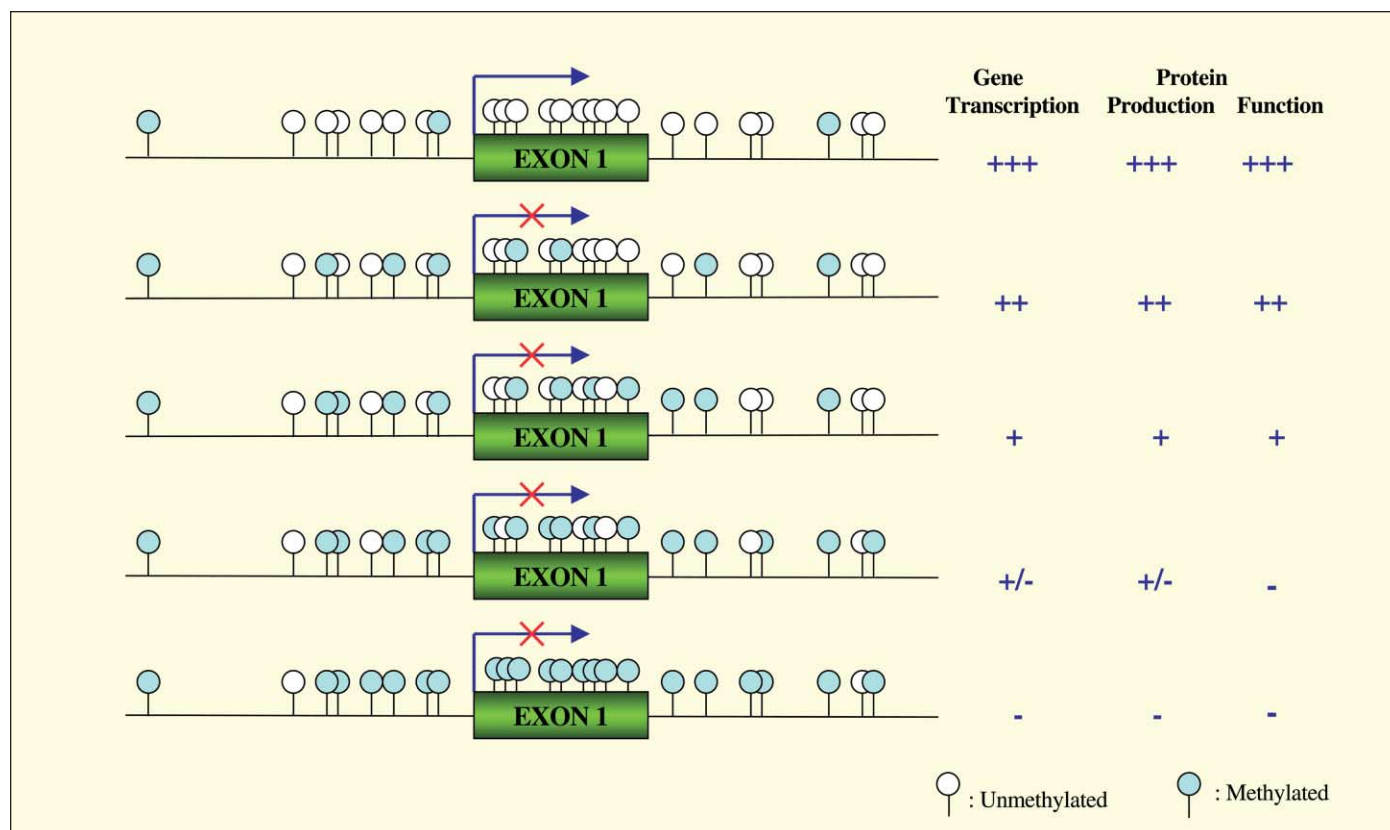 Gene Protein
Transcription Production Function
EXON 1
+++ +++ +++
EXON 1
++ ++ ++
EXON 1
+ + +
EXON 1
+/- +/- -
EXON 1
- - -
: Unmethylated : Methylated